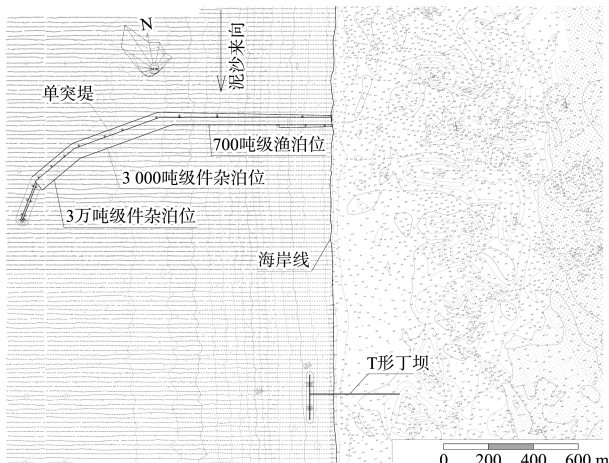 N
泥沙来向
单突堤
700吨级渔泊位
3 000吨级件杂泊位
3万吨级件杂泊位
海岸线
T形丁坝
0 200 400 600 m